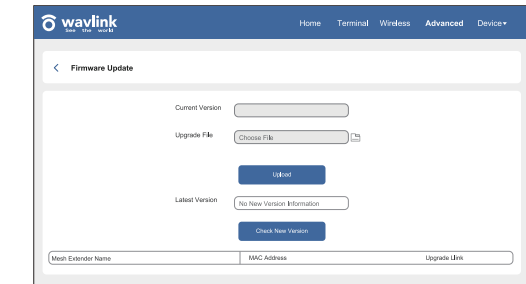 wavlink
See the world
Home Terminal Wireless Advanced Device▾
< Firmware Update
Current Version
Upgrade File Choose File
Upload
Latest Version No New Version Information
Check New Version
Mesh Extender Name MAC Address Upgrade Llink